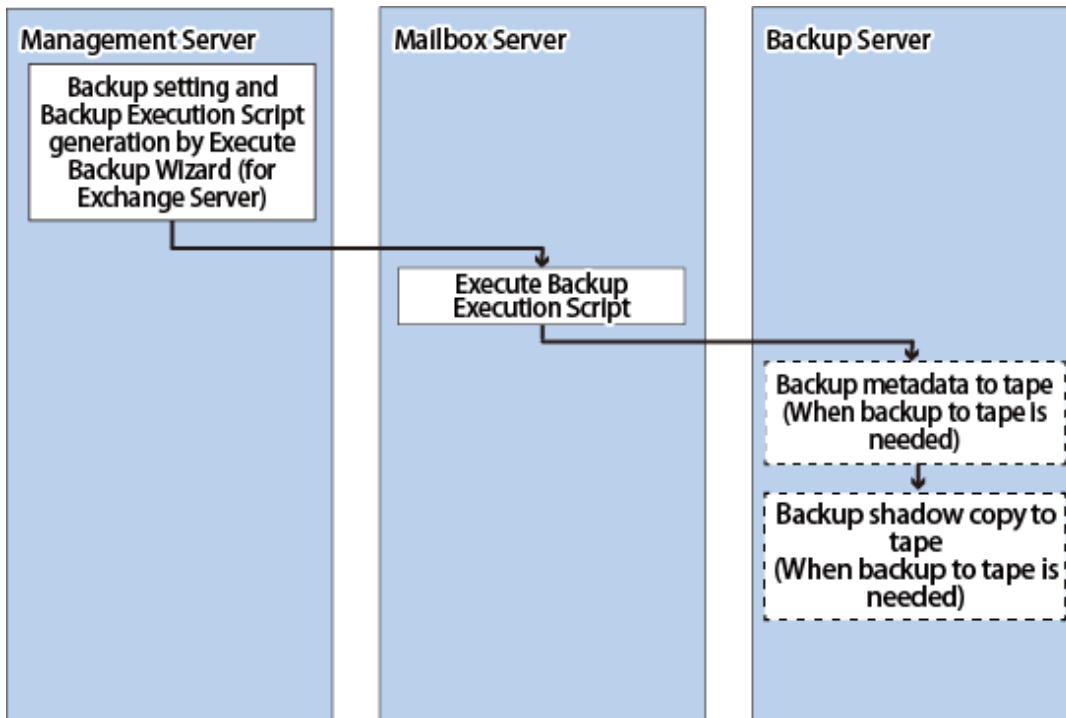 Management Server
Backup setting and
Backup Execution Script
generation by Execute
Backup Wizard (for
Exchange Server)
Mailbox Server
Execute Backup
Execution Script
Backup Server
Backup metadata to tape
(When backup to tape is
needed)
Backup shadow copy to
tape
(When backup to tape is
needed)